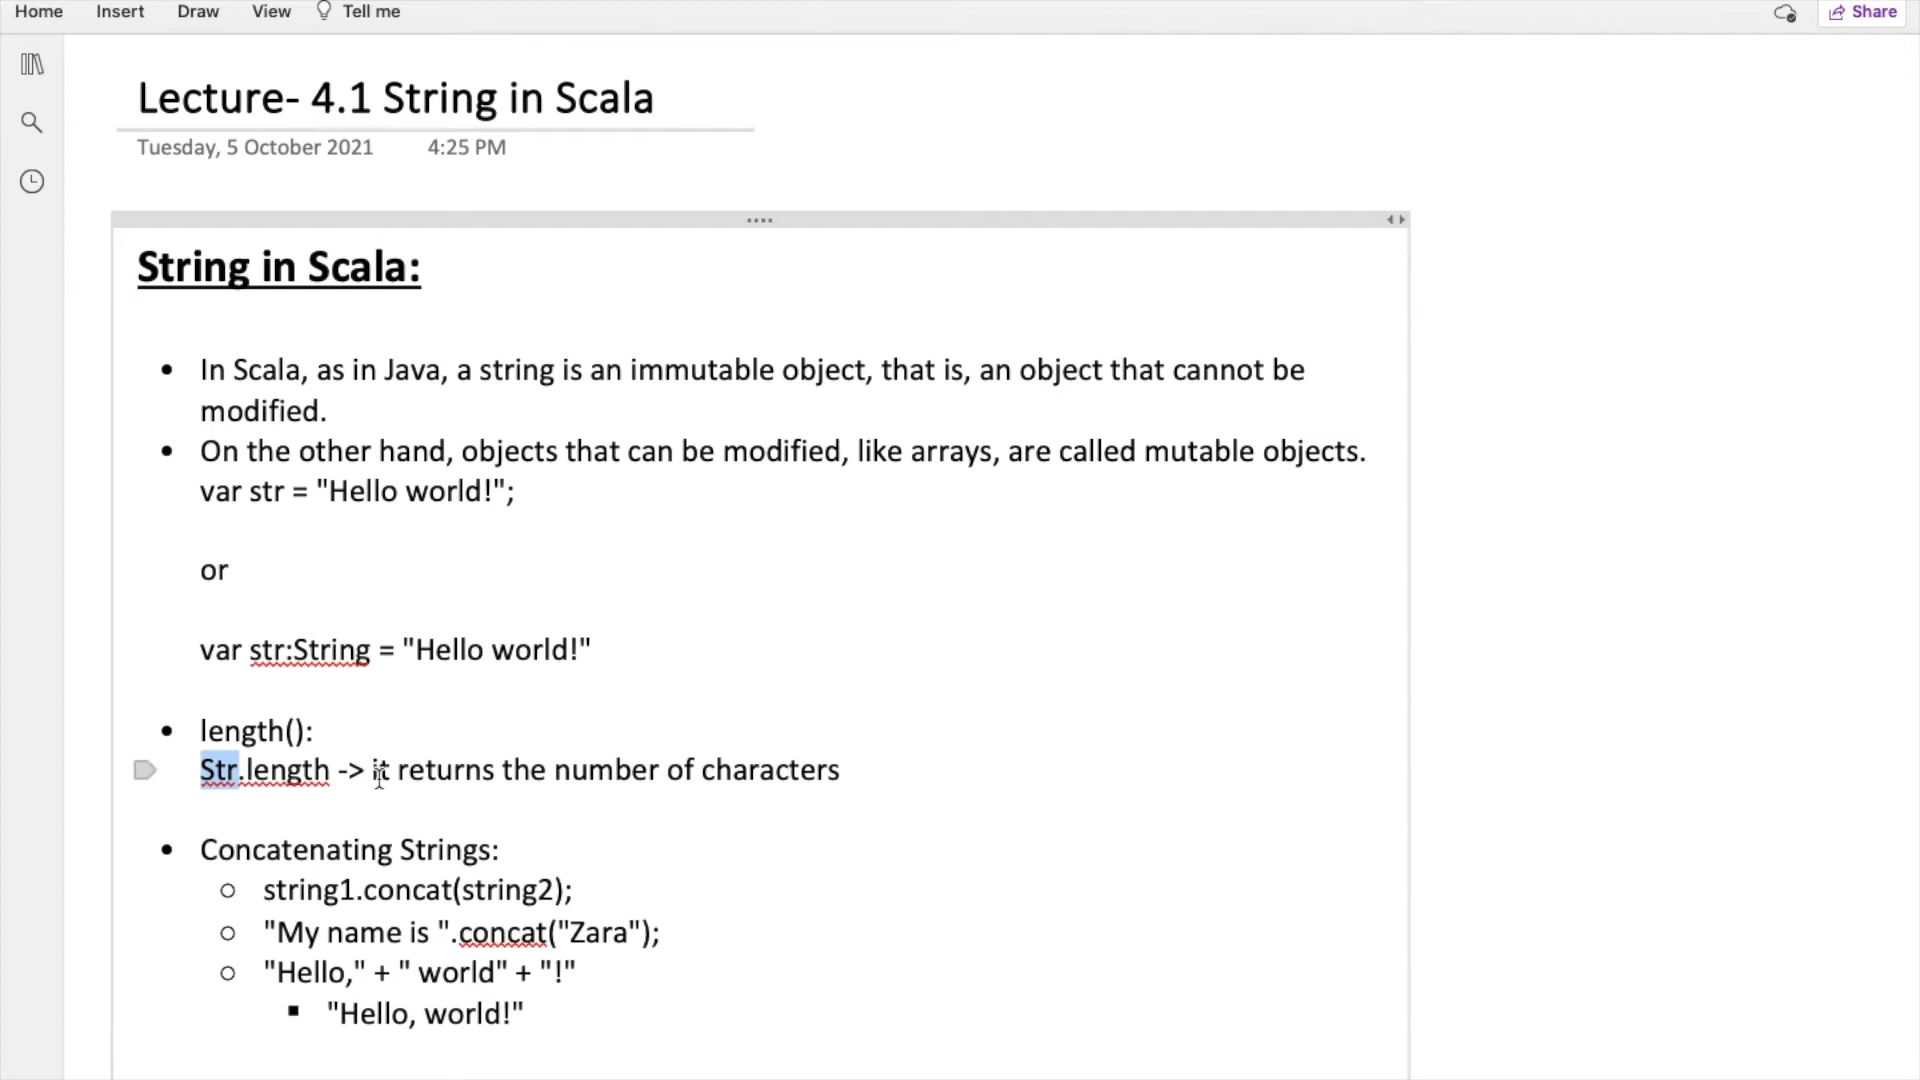 Home Insert Draw View Tell me Share
Lecture- 4.1 String in Scala
Tuesday, 5 October 2021 4:25 PM
String in Scala:
• In Scala, as in Java, a string is an immutable object, that is, an object that cannot be
modified.
• On the other hand, objects that can be modified, like arrays, are called mutable objects.
var str = "Hello world!";
or
var str:String = "Hello world!"
• length():
Str.length -> it returns the number of characters
• Concatenating Strings:
○ string1.concat(string2);
○ "My name is ".concat("Zara");
○ "Hello," + " world" + "!"
▪ "Hello, world!"